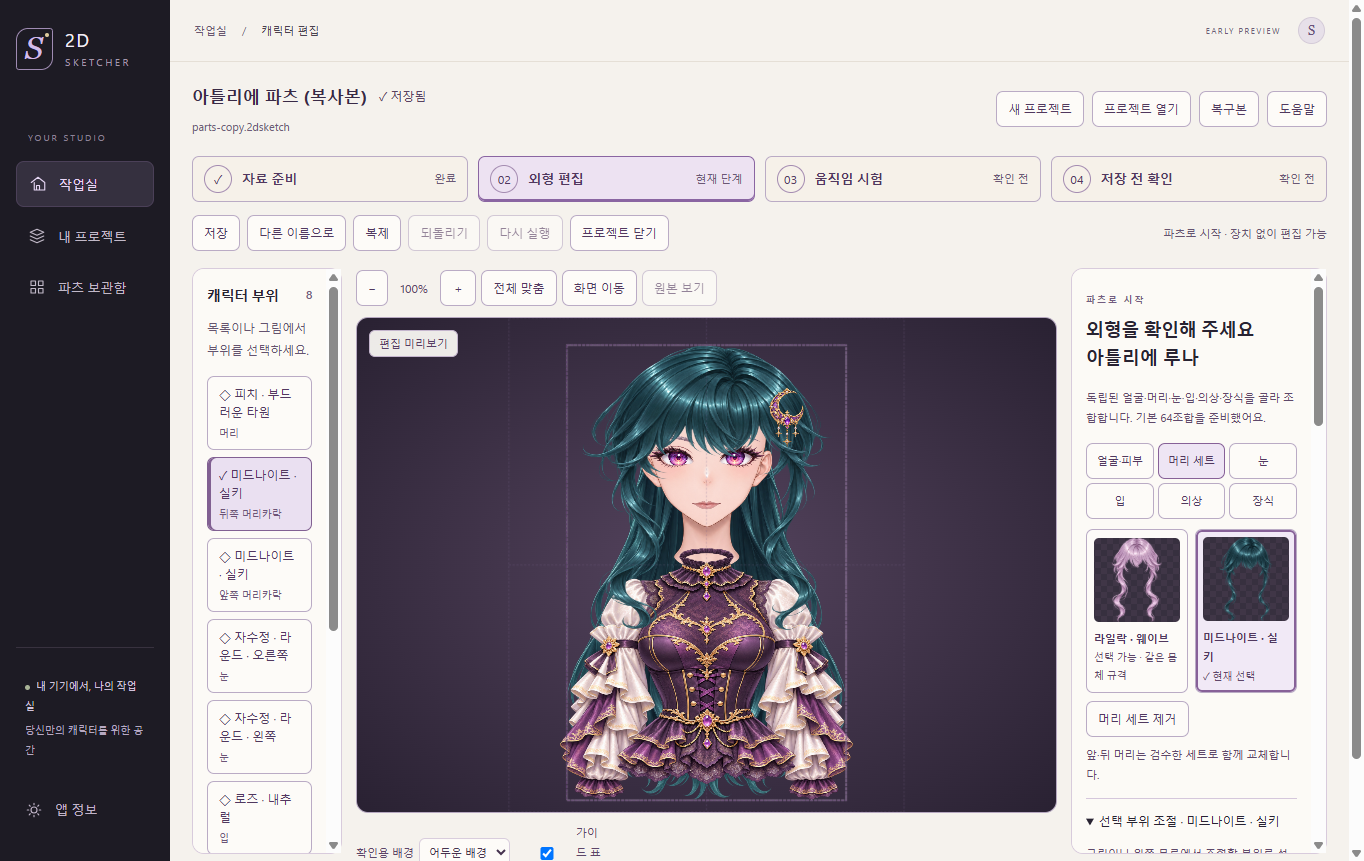 S
2D
SKETCHER
YOUR STUDIO
작업실
내 프로젝트
파츠 보관함
내 기기에서, 나의 작업
실
당신만의 캐릭터를 위한 공
간
앱 정보
작업실 / 캐릭터 편집
EARLY PREVIEW
S
아틀리에 파츠 (복사본) ✓ 저장됨
parts-copy.2dsketch
새 프로젝트
프로젝트 열기
복구본
도움말
✓ 자료 준비 완료
02 외형 편집 현재 단계
03 움직임 시험 확인 전
04 저장 전 확인 확인 전
저장
다른 이름으로
복제
되돌리기
다시 실행
프로젝트 닫기
파츠로 시작 · 장치 없이 편집 가능
캐릭터 부위 8
목록이나 그림에서
부위를 선택하세요.
◇ 피치 · 부드
러운 타원
머리
✓ 미드나이트 ·
실키
뒤쪽 머리카락
◇ 미드나이트
· 실키
앞쪽 머리카락
◇ 자수정 · 라
운드 · 오른쪽
눈
◇ 자수정 · 라
운드 · 왼쪽
눈
◇ 로즈 · 내추
럴
입
−
100%
+
전체 맞춤
화면 이동
원본 보기
편집 미리보기
확인용 배경
어두운 배경
가이
드 표
파츠로 시작
외형을 확인해 주세요
아틀리에 루나
독립된 얼굴·머리·눈·입·의상·장식을 골라 조
합합니다. 기본 64조합을 준비했어요.
얼굴·피부
머리 세트
눈
입
의상
장식
라일락 · 웨이브
선택 가능 · 같은 몸
체 규격
미드나이트 · 실
키
✓ 현재 선택
머리 세트 제거
앞·뒤 머리는 검수한 세트로 함께 교체합니
다.
▼ 선택 부위 조절 · 미드나이트 · 실키